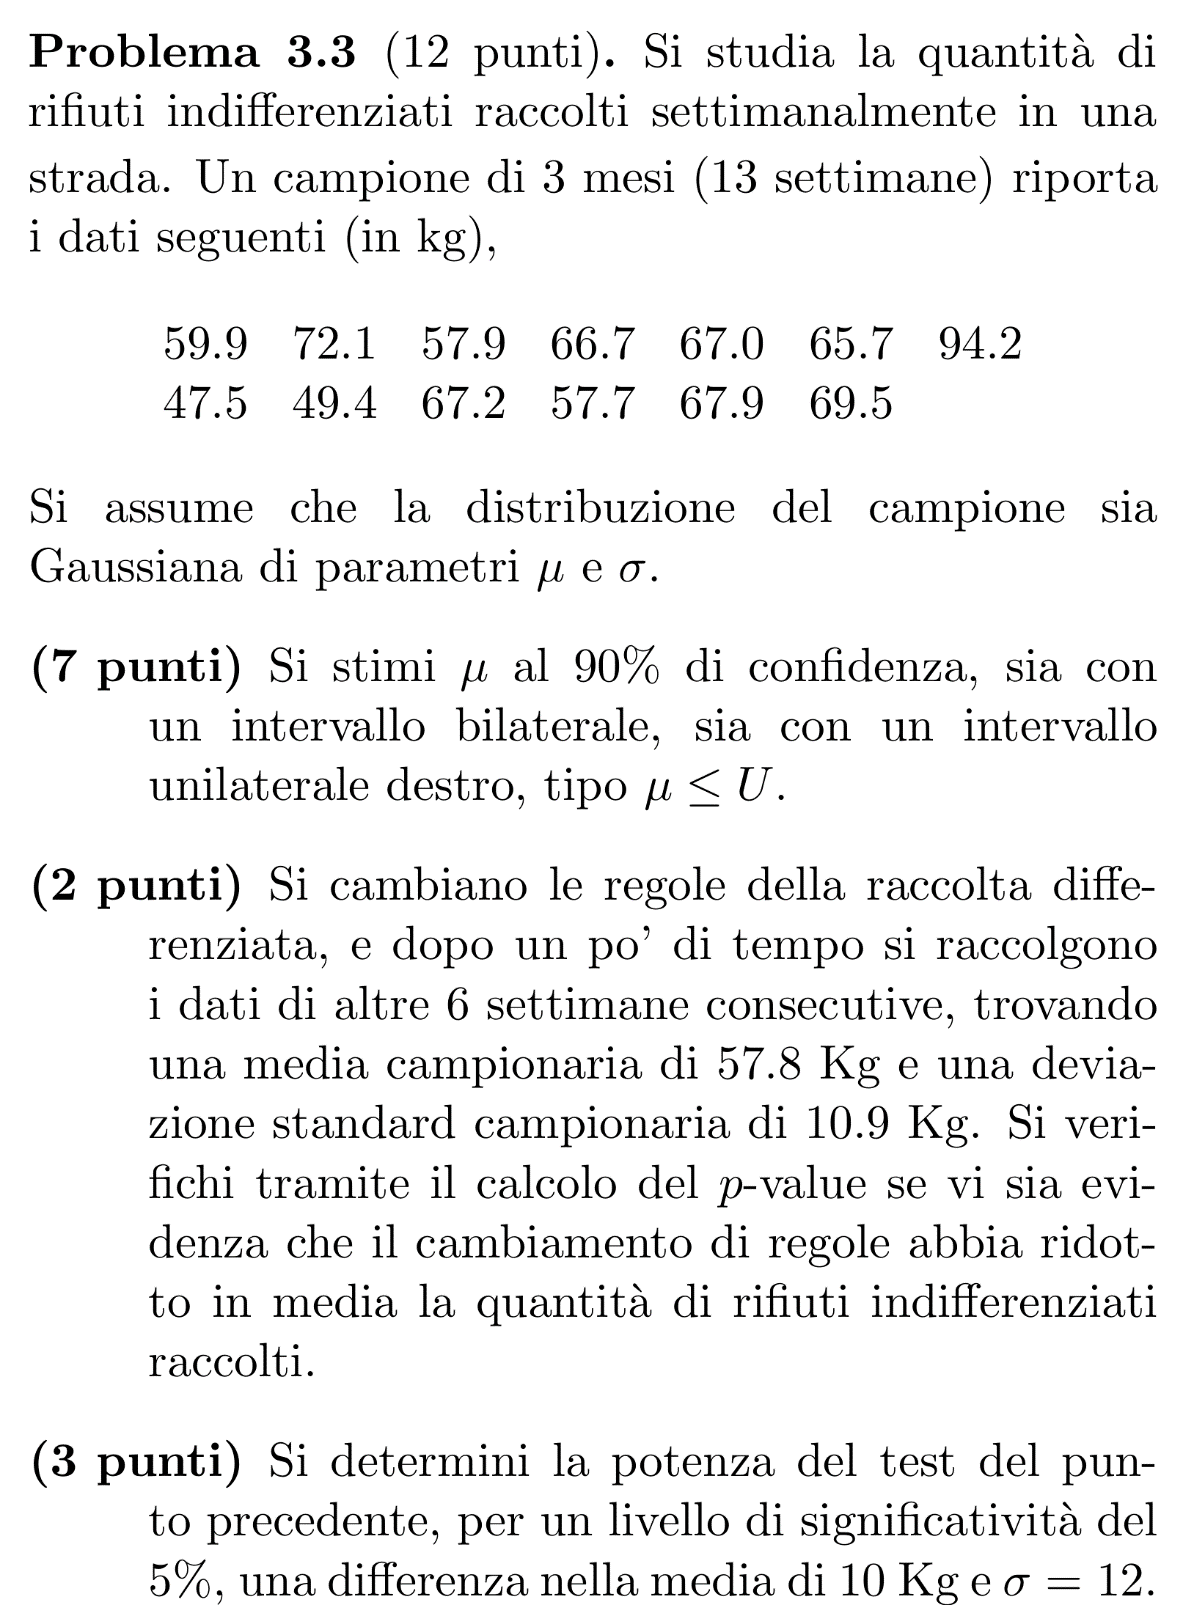 Problema 3.3 (12 punti). Si studia la quantità di
rifiuti indifferenziati raccolti settimanalmente in una
strada. Un campione di 3 mesi (13 settimane) riporta
i dati seguenti (in kg),
59.9 72.1 57.9 66.7 67.0 65.7 94.2
47.5 49.4 67.2 57.7 67.9 69.5
Si assume che la distribuzione del campione sia
Gaussiana di parametri μ e σ.
(7 punti) Si stimi μ al 90% di confidenza, sia con
un intervallo bilaterale, sia con un intervallo
unilaterale destro, tipo μ ≤ U.
(2 punti) Si cambiano le regole della raccolta diffe-
renziata, e dopo un po' di tempo si raccolgono
i dati di altre 6 settimane consecutive, trovando
una media campionaria di 57.8 Kg e una devia-
zione standard campionaria di 10.9 Kg. Si veri-
fichi tramite il calcolo del p-value se vi sia evi-
denza che il cambiamento di regole abbia ridot-
to in media la quantità di rifiuti indifferenziati
raccolti.
(3 punti) Si determini la potenza del test del pun-
to precedente, per un livello di significatività del
5%, una differenza nella media di 10 Kg e σ = 12.